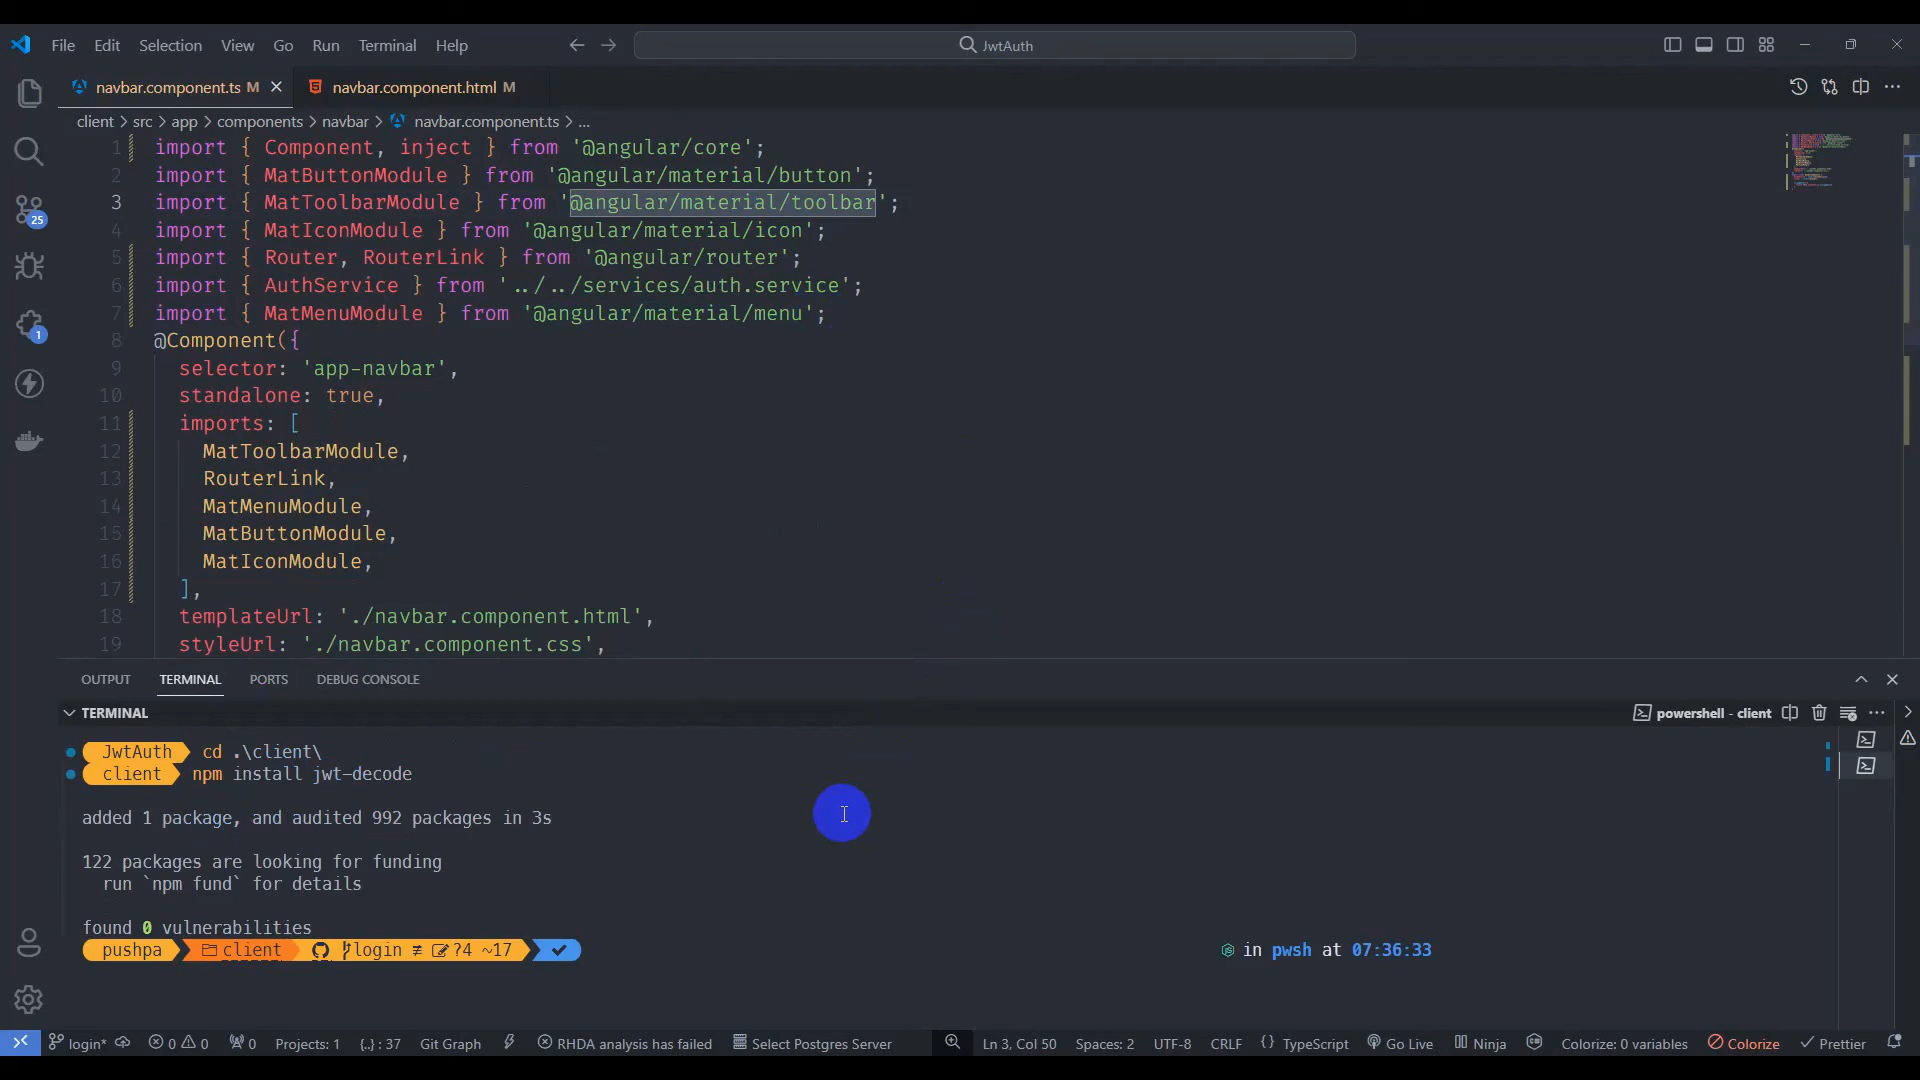 File Edit Selection View Go Run Terminal Help
JwtAuth
navbar.component.ts M
navbar.component.html M
client > src > app > components > navbar > navbar.component.ts > ...
1 import { Component, inject } from '@angular/core';
2 import { MatButtonModule } from '@angular/material/button';
3 import { MatToolbarModule } from '@angular/material/toolbar';
4 import { MatIconModule } from '@angular/material/icon';
5 import { Router, RouterLink } from '@angular/router';
6 import { AuthService } from '../../services/auth.service';
7 import { MatMenuModule } from '@angular/material/menu';
8 @Component({
9 selector: 'app-navbar',
10 standalone: true,
11 imports: [
12 MatToolbarModule,
13 RouterLink,
14 MatMenuModule,
15 MatButtonModule,
16 MatIconModule,
17 ],
18 templateUrl: './navbar.component.html',
19 styleUrl: './navbar.component.css',
25
1
OUTPUT TERMINAL PORTS DEBUG CONSOLE
TERMINAL
powershell - client
JwtAuth cd .\client\
client npm install jwt-decode
added 1 package, and audited 992 packages in 3s
122 packages are looking for funding
run `npm fund` for details
found 0 vulnerabilities
pushpa client login ≢ ?4 ~17 in pwsh at 07:36:33
login* 0 0 0 Projects: 1 {..} : 37 Git Graph RHDA analysis has failed Select Postgres Server Ln 3, Col 50 Spaces: 2 UTF-8 CRLF { } TypeScript Go Live Ninja Colorize: 0 variables Colorize Prettier